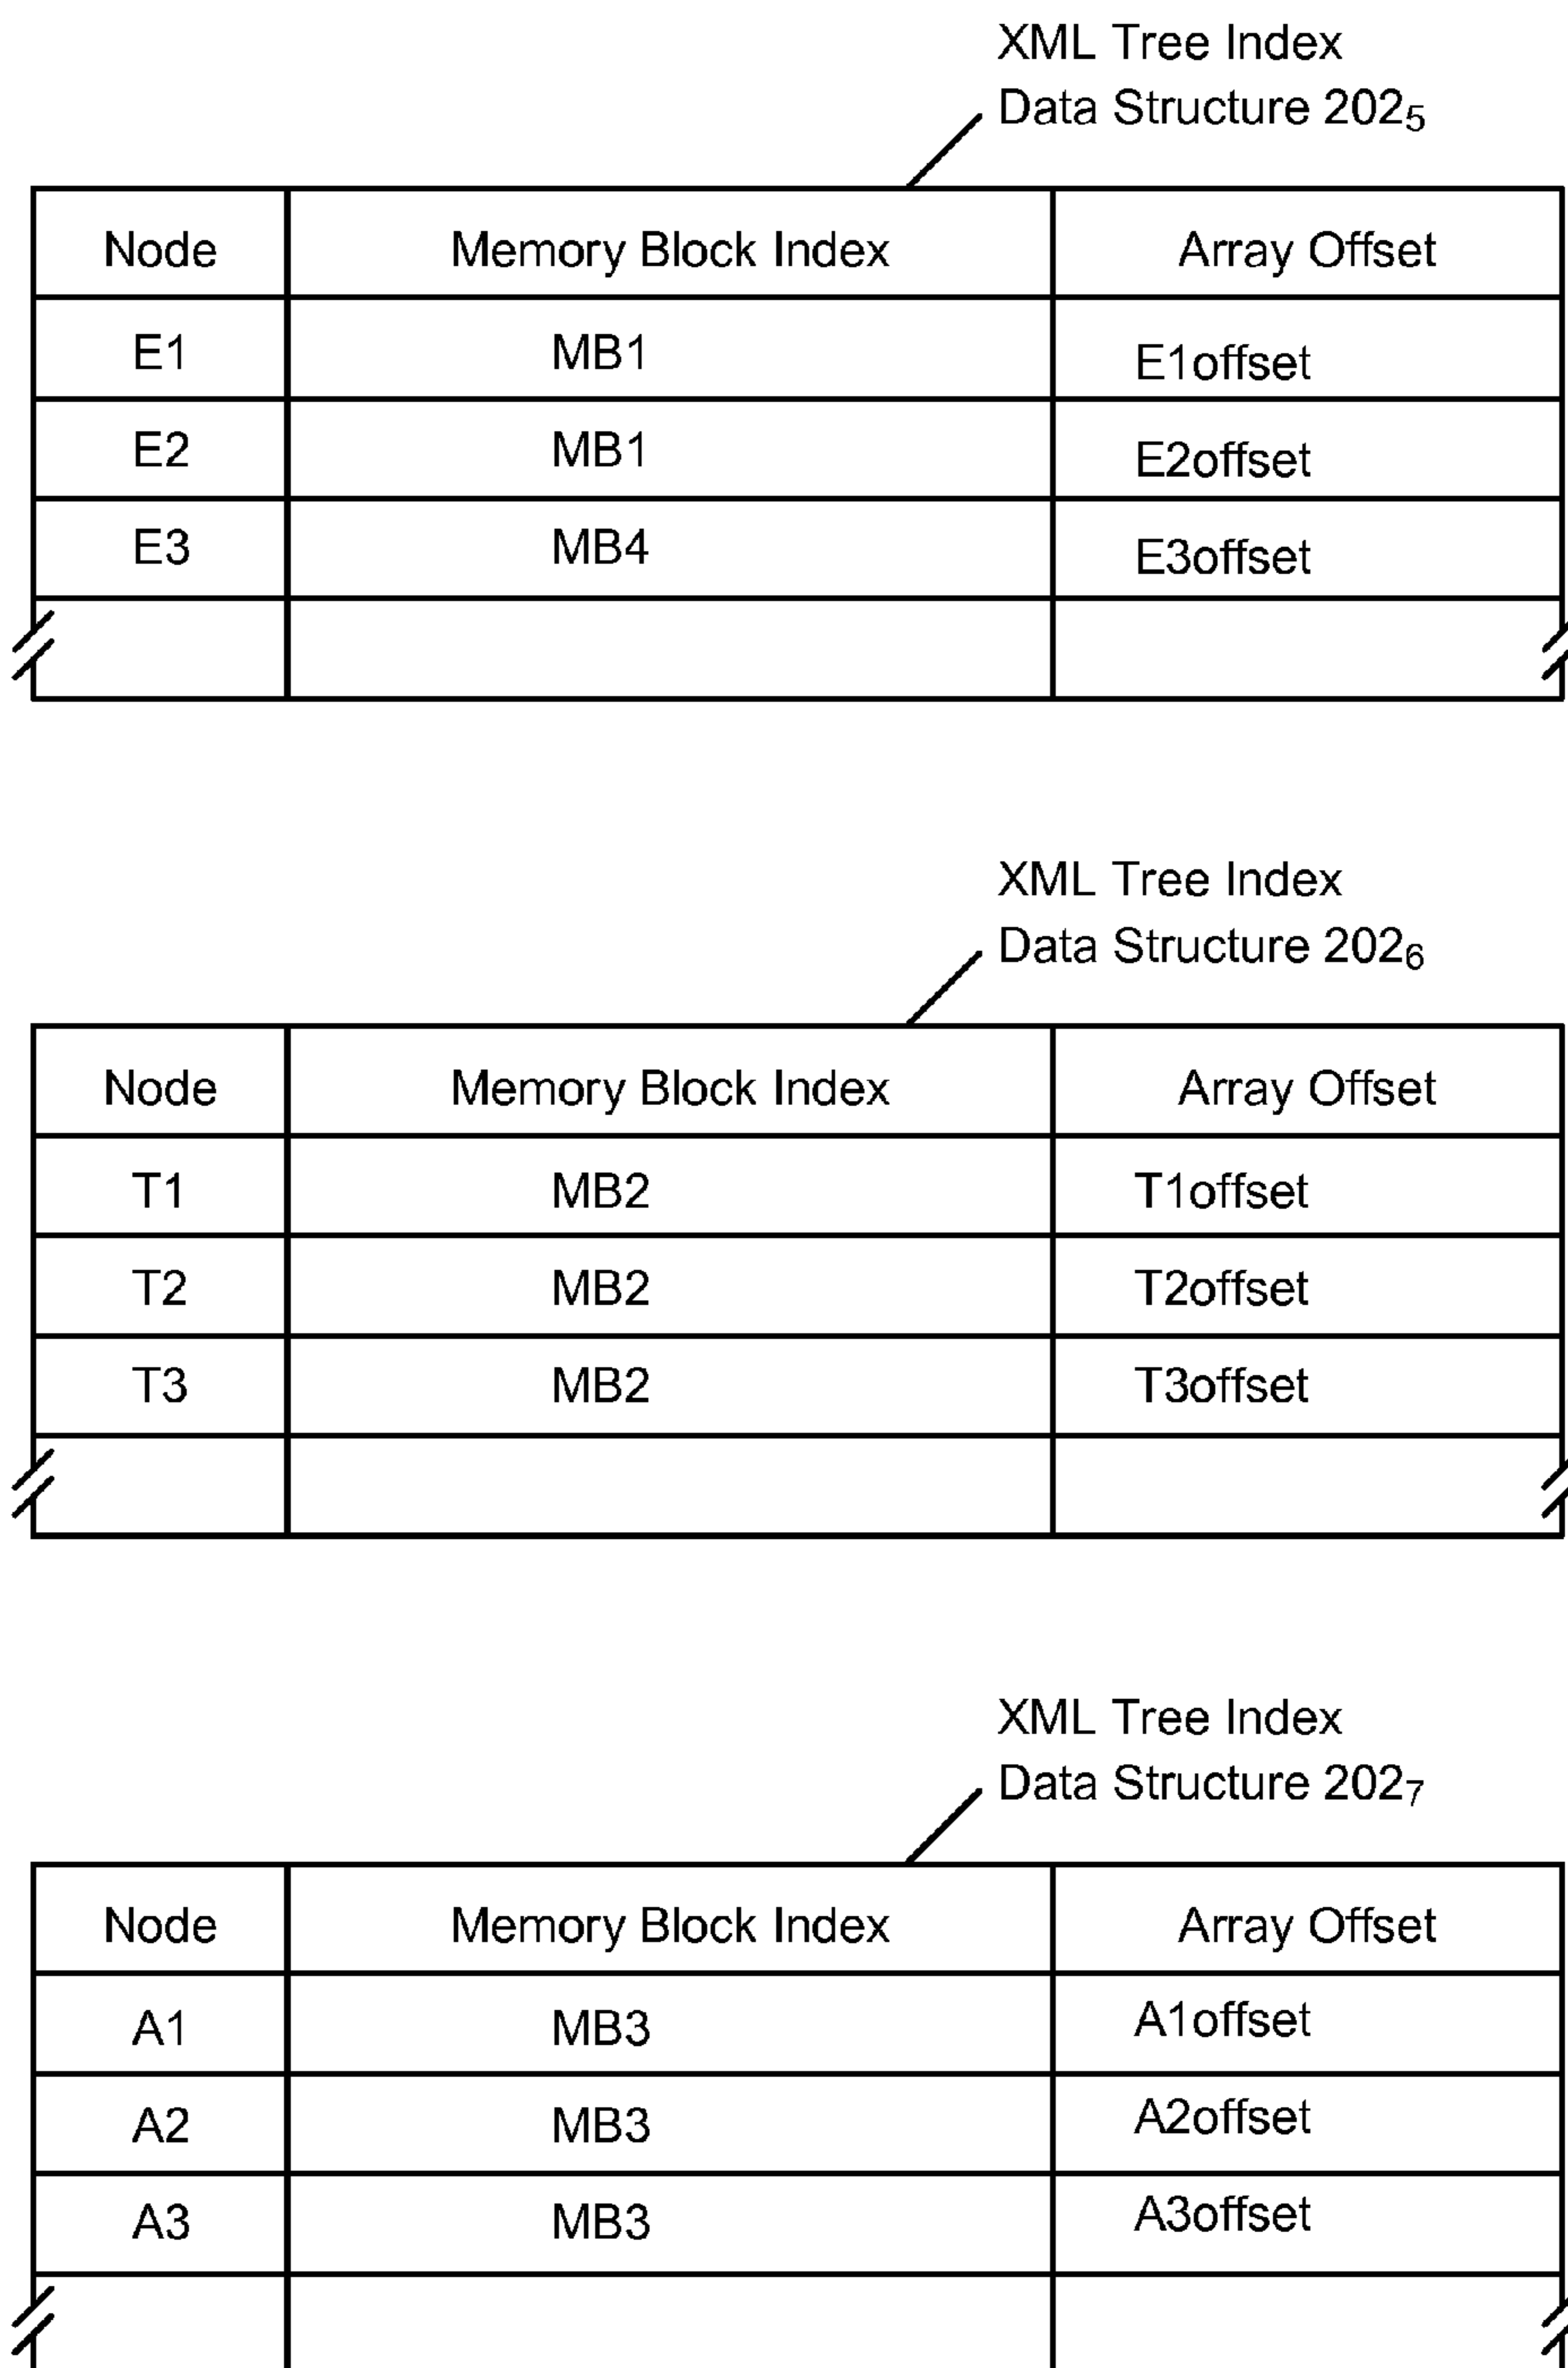 XML Tree Index
Data Structure 202₅
Node Memory Block Index Array Offset
E1 MB1 E1offset
E2 MB1 E2offset
E3 MB4 E3offset
XML Tree Index
Data Structure 202₆
Node Memory Block Index Array Offset
T1 MB2 T1offset
T2 MB2 T2offset
T3 MB2 T3offset
XML Tree Index
Data Structure 202₇
Node Memory Block Index Array Offset
A1 MB3 A1offset
A2 MB3 A2offset
A3 MB3 A3offset